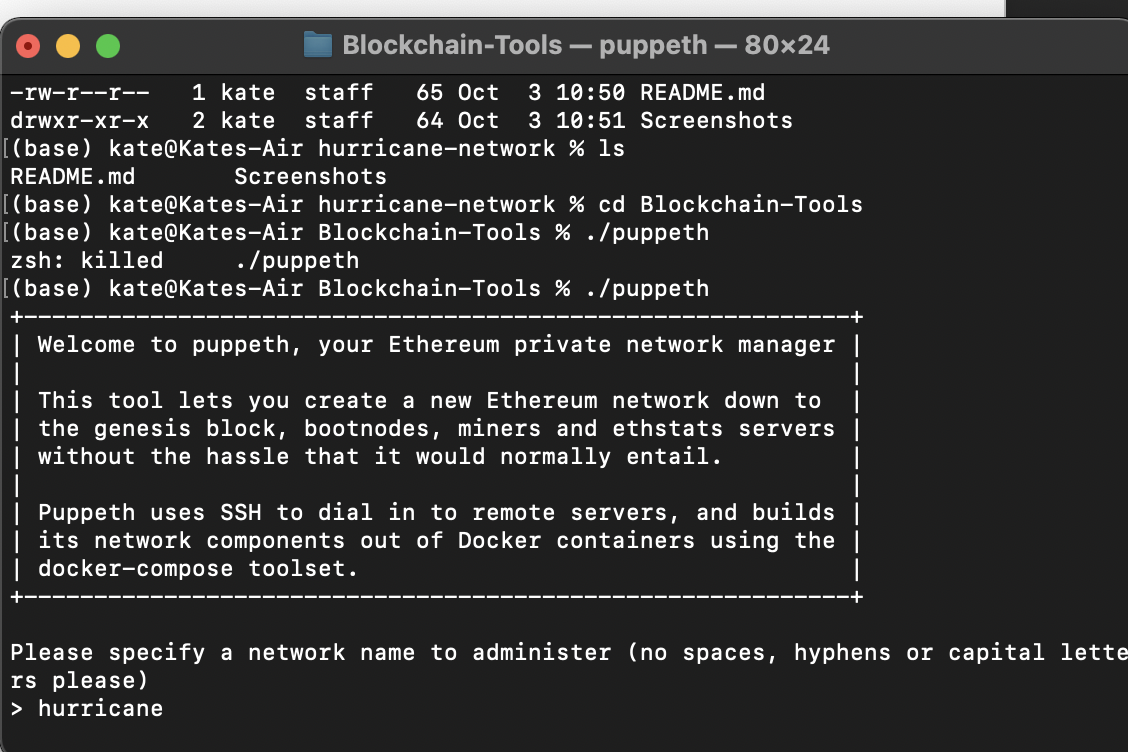 Blockchain-Tools — puppeth — 80×24
-rw-r--r--   1 kate  staff   65 Oct  3 10:50 README.md
drwxr-xr-x   2 kate  staff   64 Oct  3 10:51 Screenshots
[(base) kate@Kates-Air hurricane-network % ls
README.md       Screenshots
[(base) kate@Kates-Air hurricane-network % cd Blockchain-Tools
[(base) kate@Kates-Air Blockchain-Tools % ./puppeth
zsh: killed     ./puppeth
[(base) kate@Kates-Air Blockchain-Tools % ./puppeth
+-----------------------------------------------------------+
| Welcome to puppeth, your Ethereum private network manager |
|                                                           |
| This tool lets you create a new Ethereum network down to  |
| the genesis block, bootnodes, miners and ethstats servers |
| without the hassle that it would normally entail.         |
|                                                           |
| Puppeth uses SSH to dial in to remote servers, and builds |
| its network components out of Docker containers using the |
| docker-compose toolset.                                   |
+-----------------------------------------------------------+
Please specify a network name to administer (no spaces, hyphens or capital lette
rs please)
> hurricane